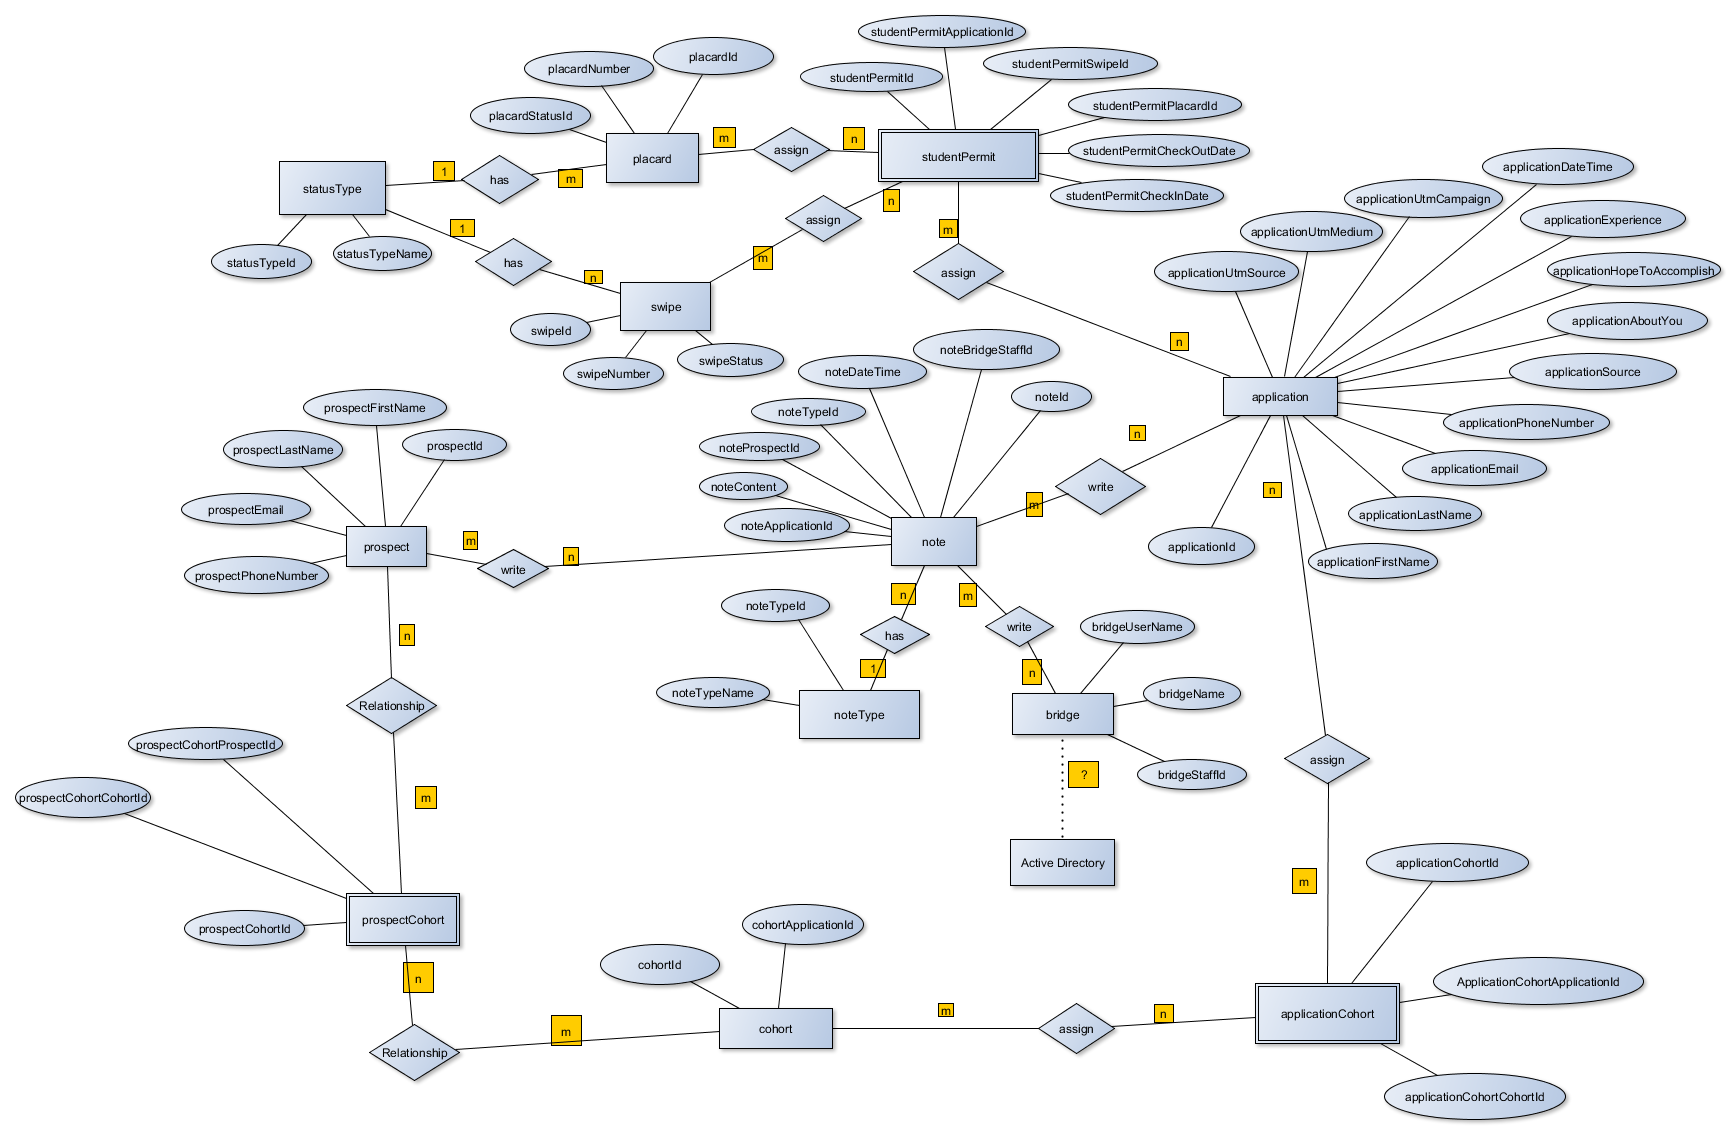 studentPermitApplicationId
placardId
placardNumber
studentPermitSwipeId
studentPermitId
placardStatusId
studentPermitPlacardId
m
assign
n
placard
studentPermit
studentPermitCheckOutDate
applicationDateTime
statusType
1
has
m
studentPermitCheckInDate
applicationUtmCampaign
n
applicationExperience
assign
1
m
applicationUtmMedium
statusTypeId
statusTypeName
has
m
assign
applicationUtmSource
applicationHopeToAccomplish
n
swipe
swipeId
applicationAboutYou
n
noteBridgeStaffId
swipeStatus
swipeNumber
noteDateTime
applicationSource
prospectFirstName
noteTypeId
noteId
application
applicationPhoneNumber
n
prospectLastName
prospectId
noteProspectId
applicationEmail
noteContent
write
n
m
prospectEmail
noteApplicationId
applicationLastName
prospect
m
note
applicationId
n
write
applicationFirstName
prospectPhoneNumber
n
m
noteTypeId
n
has
write
bridgeUserName
1
n
noteTypeName
bridgeName
Relationship
noteType
bridge
prospectCohortProspectId
assign
?
bridgeStaffId
prospectCohortCohortId
m
Active Directory
applicationCohortId
m
prospectCohort
prospectCohortId
cohortApplicationId
cohortId
n
ApplicationCohortApplicationId
m
cohort
m
assign
n
applicationCohort
Relationship
applicationCohortCohortId